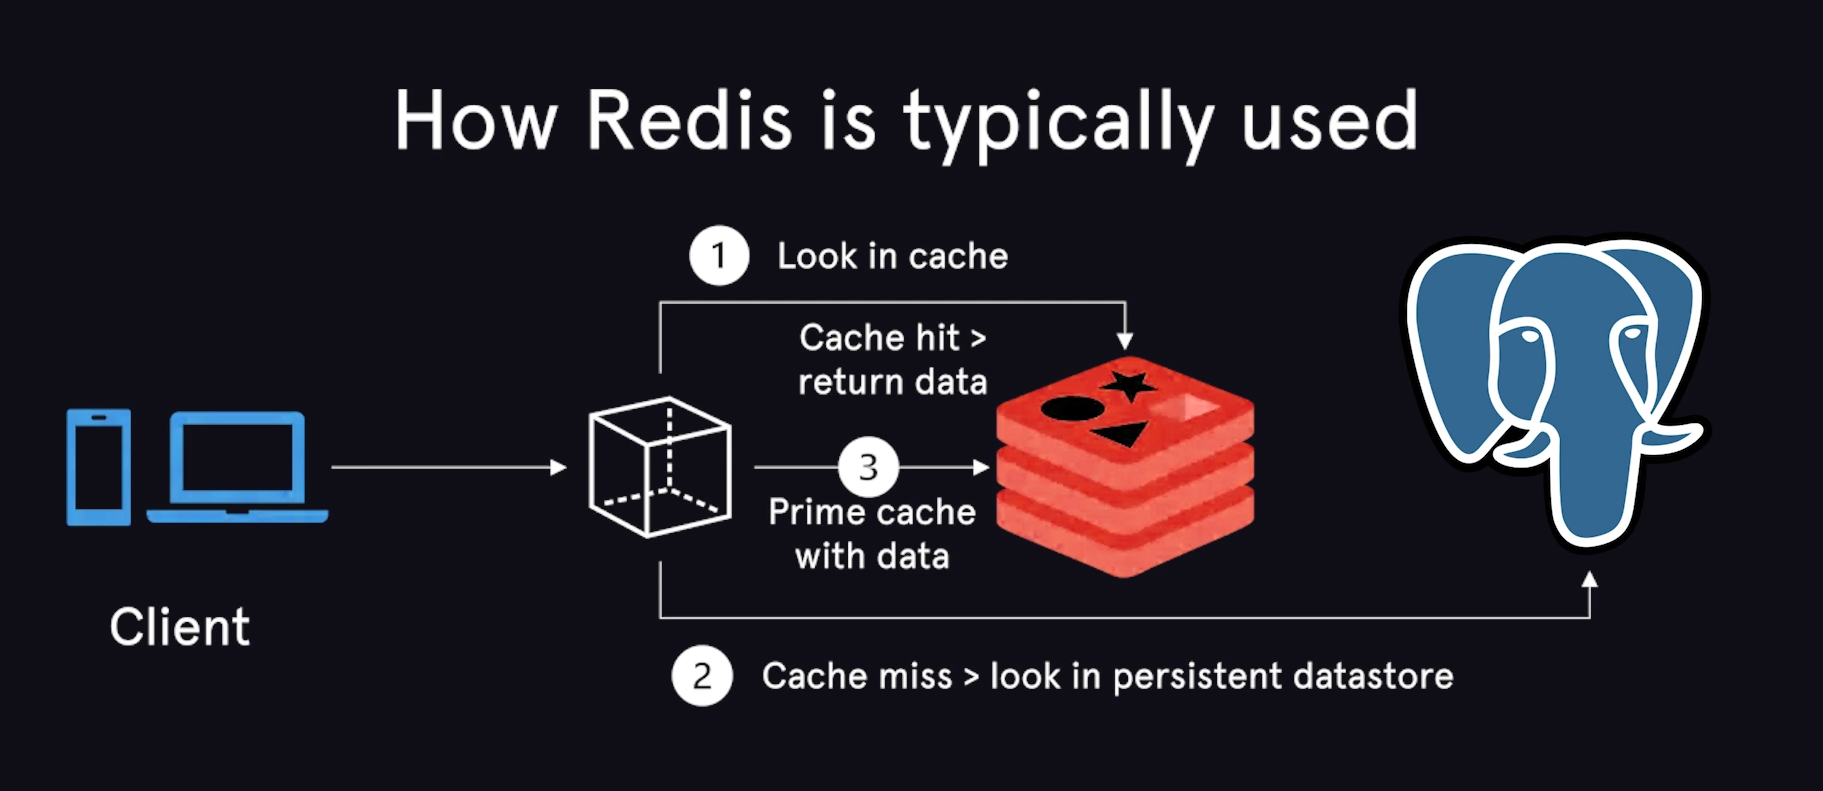 How Redis is typically used
1 Look in cache
Cache hit >
return data
3
Prime cache
with data
Client
2 Cache miss > look in persistent datastore